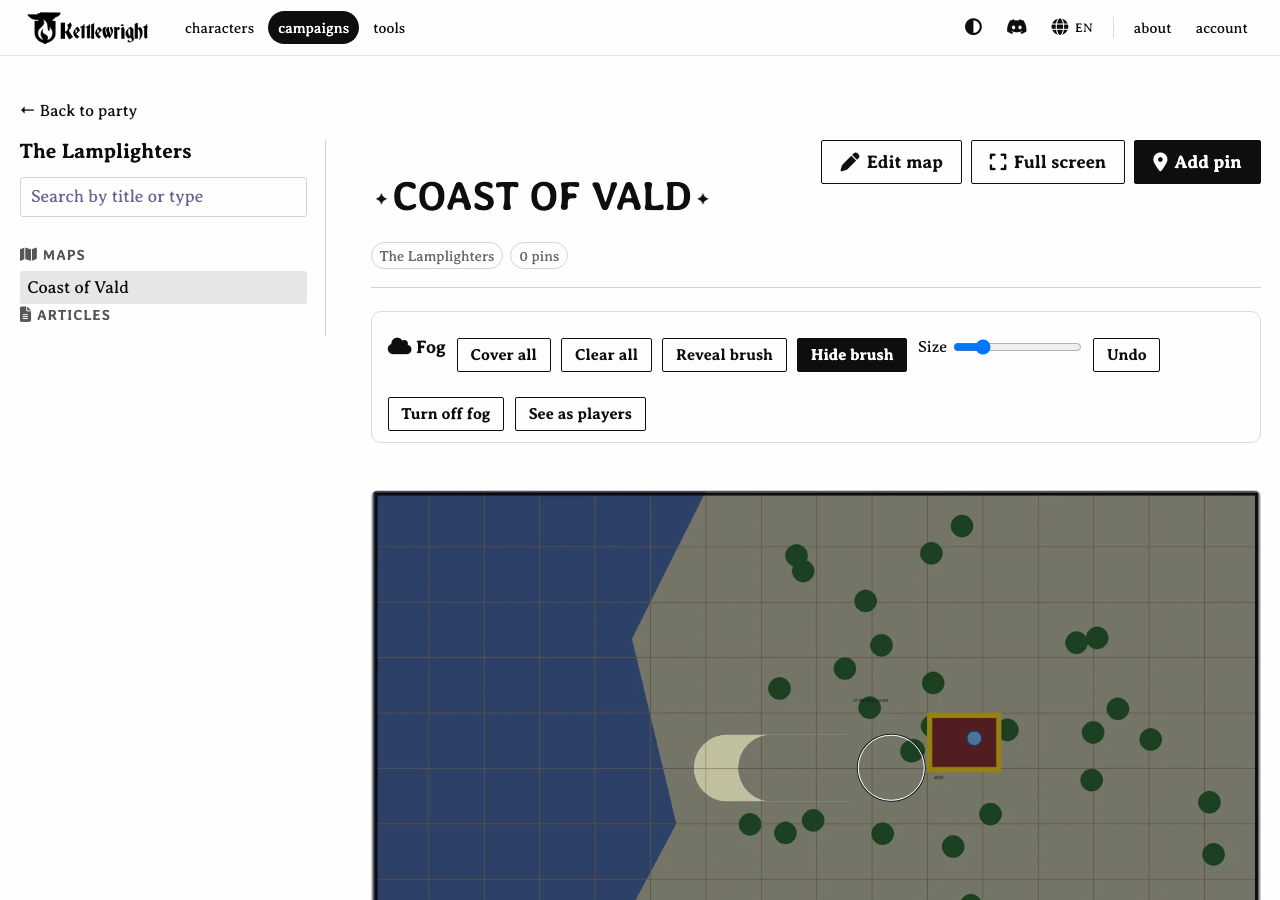 Kettlewright
characters
campaigns
tools
EN
about
account
← Back to party
The Lamplighters
Search by title or type
MAPS
Coast of Vald
ARTICLES
Edit map
Full screen
Add pin
COAST OF VALD
The Lamplighters
0 pins
Fog
Cover all
Clear all
Reveal brush
Hide brush
Size
Undo
Turn off fog
See as players